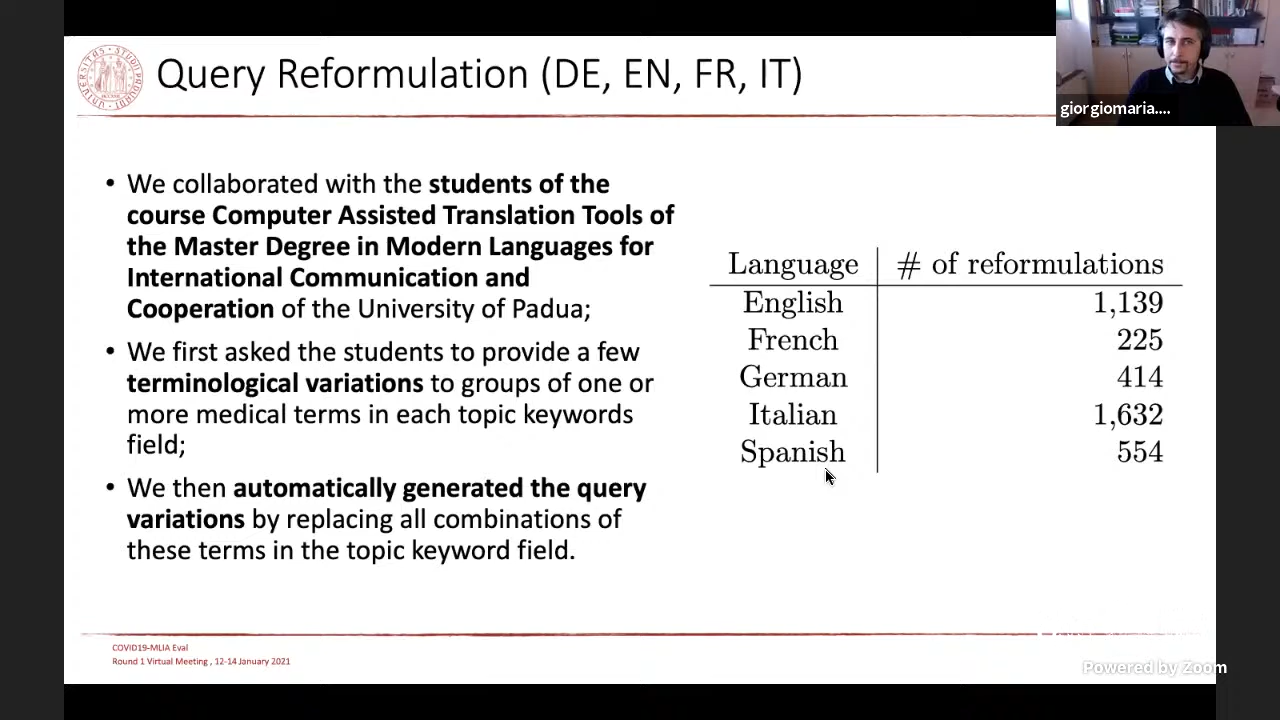 Query Reformulation (DE, EN, FR, IT)
giorgiomaria....
• We collaborated with the students of the
course Computer Assisted Translation Tools of
the Master Degree in Modern Languages for
International Communication and
Cooperation of the University of Padua;
• We first asked the students to provide a few
terminological variations to groups of one or
more medical terms in each topic keywords
field;
• We then automatically generated the query
variations by replacing all combinations of
these terms in the topic keyword field.
Language # of reformulations
English 1,139
French 225
German 414
Italian 1,632
Spanish 554
COVID19-MLIA Eval
Round 1 Virtual Meeting , 12-14 January 2021
Powered by Zoom